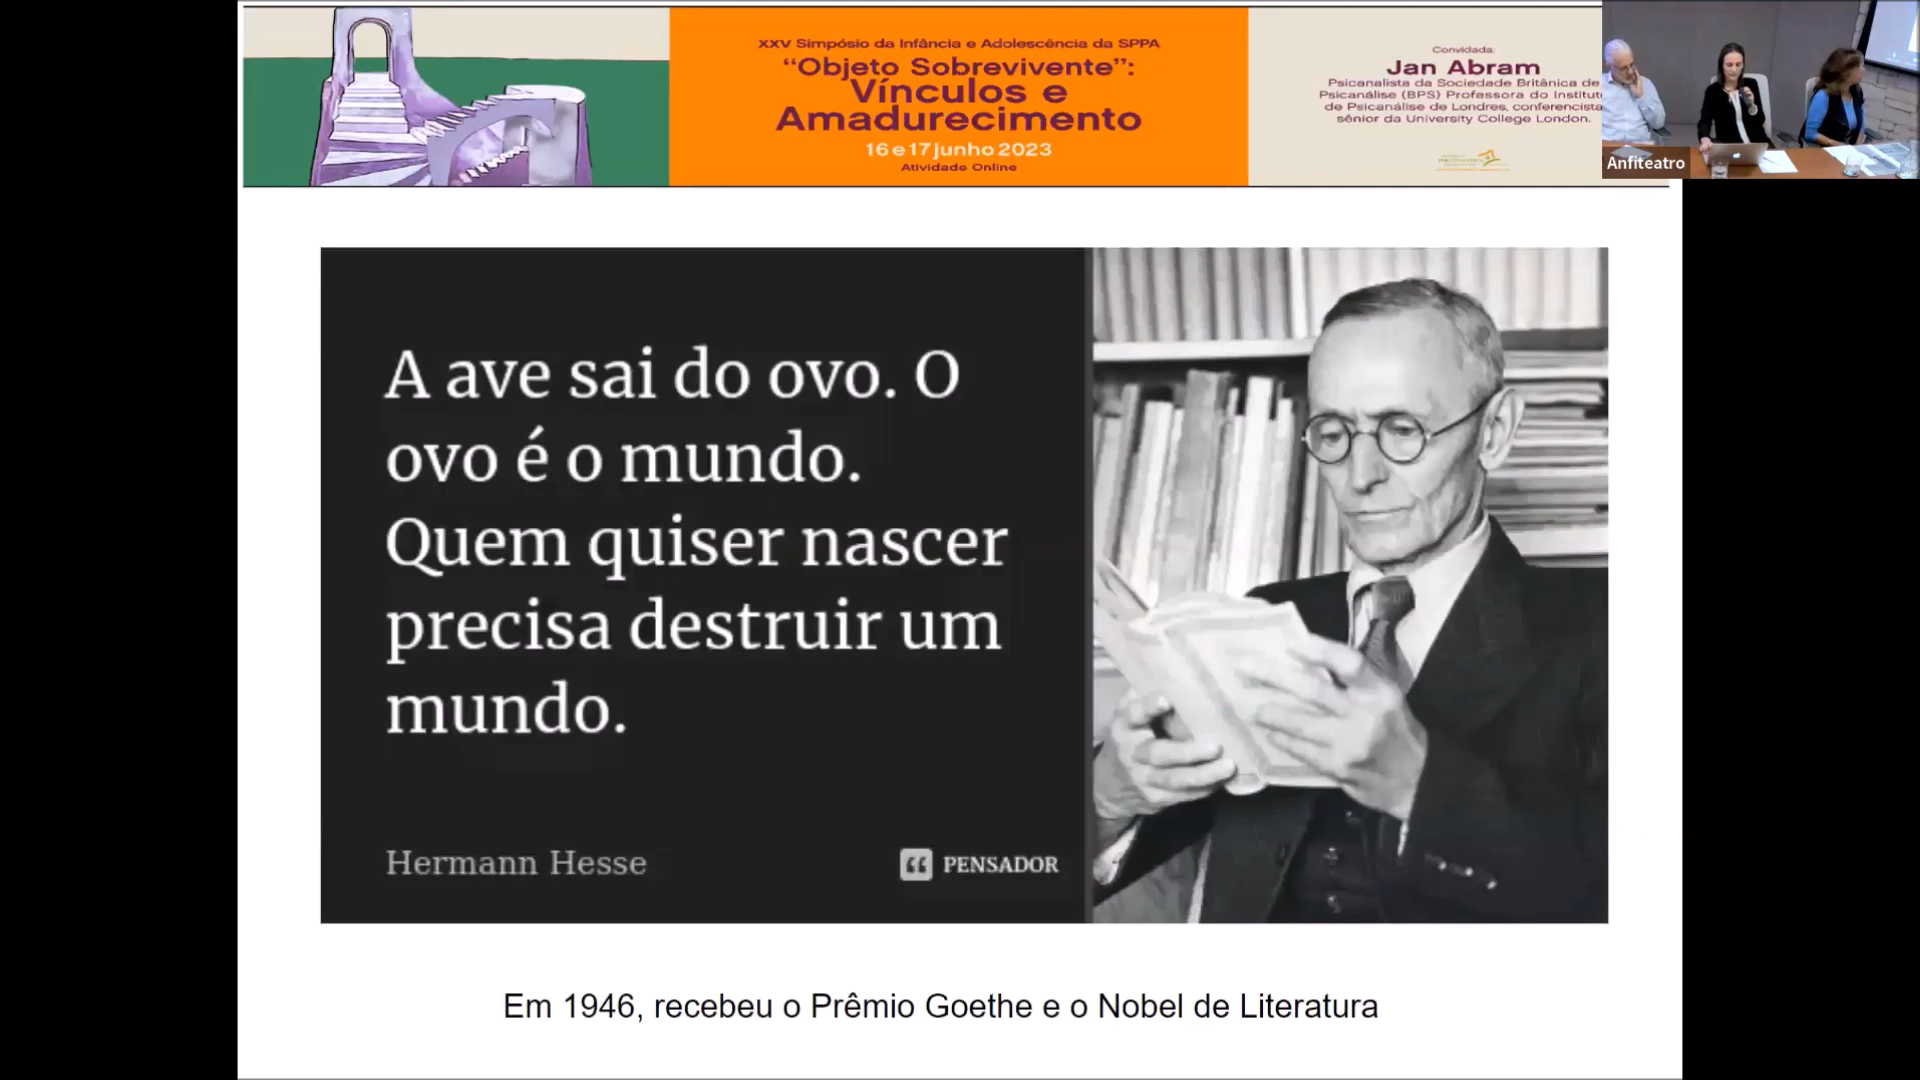 XXV Simpósio da Infância e Adolescência da SPPA
“Objeto Sobrevivente”:
Vínculos e
Amadurecimento
16 e 17 junho 2023
Atividade Online
Convidada:
Jan Abram
Psicanalista da Sociedade Britânica de
Psicanálise (BPS) Professora do Institut
de Psicanálise de Londres, conferencista
sênior da University College London.
Anfiteatro
A ave sai do ovo. O
ovo é o mundo.
Quem quiser nascer
precisa destruir um
mundo.
Hermann Hesse
PENSADOR
Em 1946, recebeu o Prêmio Goethe e o Nobel de Literatura